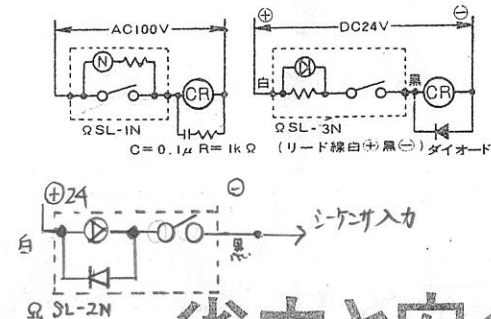 AC100V
⊕ DC24V ⊖
N
CR
白
黒
CR
ΩSL-1N
C=0.1μ R=1kΩ
ΩSL-3N
(リード線白⊕黒⊖) ダイオード
⊕24
⊖
白
黒
シーケンサ入力
Ω SL-2N